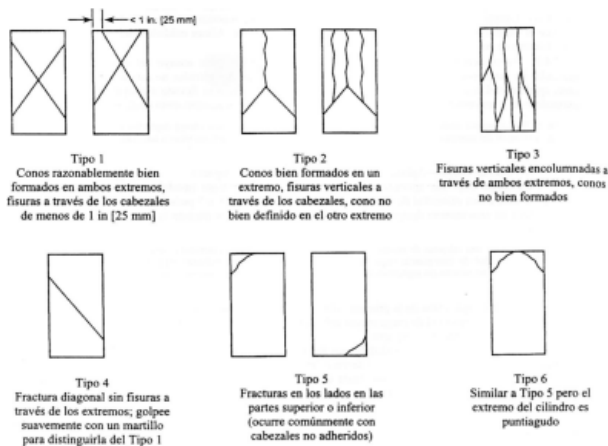 < 1 in. [25 mm]
Tipo 1
Conos razonablemente bien
formados en ambos extremos,
fisuras a través de los cabezales
de menos de 1 in [25 mm]
Tipo 2
Conos bien formados en un
extremo, fisuras verticales a
través de los cabezales, cono no
bien definido en el otro extremo
Tipo 3
Fisuras verticales encolumnadas a
través de ambos extremos, conos
no bien formados
Tipo 4
Fractura diagonal sin fisuras a
través de los extremos; golpee
suavemente con un martillo
para distinguirla del Tipo 1
Tipo 5
Fracturas en los lados en las
partes superior o inferior
(ocurre comúnmente con
cabezales no adheridos)
Tipo 6
Similar a Tipo 5 pero el
extremo del cilindro es
puntiagudo